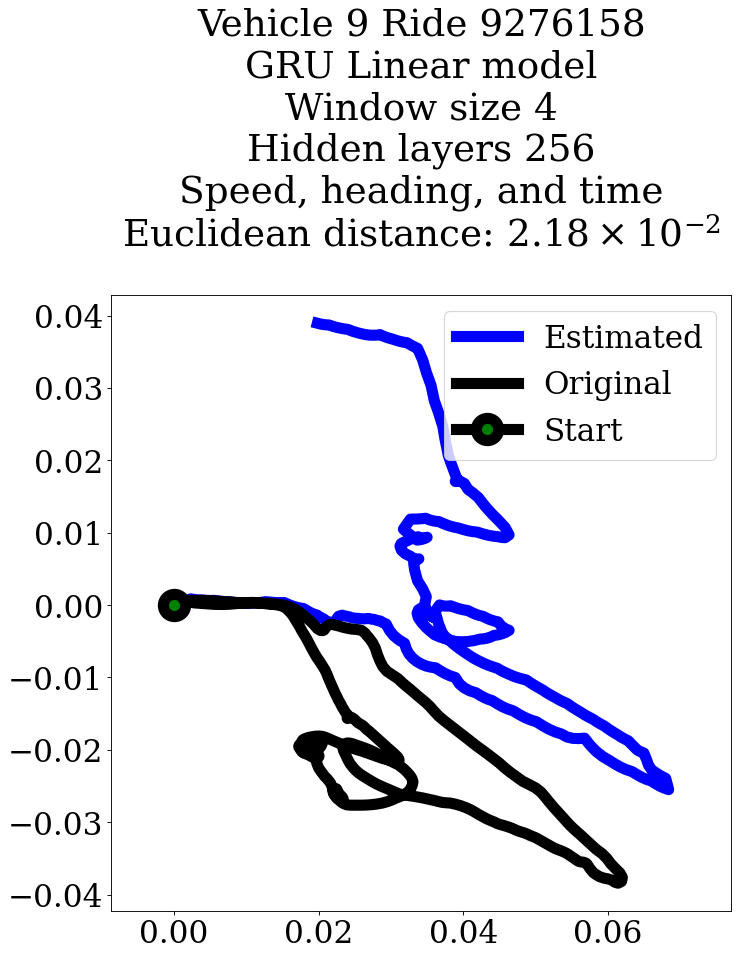 Vehicle 9 Ride 9276158
GRU Linear model
Window size 4
Hidden layers 256
Speed, heading, and time
Euclidean distance: 2.18 × 10⁻²
Estimated
Original
Start
0.04
0.03
0.02
0.01
0.00
−0.01
−0.02
−0.03
−0.04
0.00 0.02 0.04 0.06